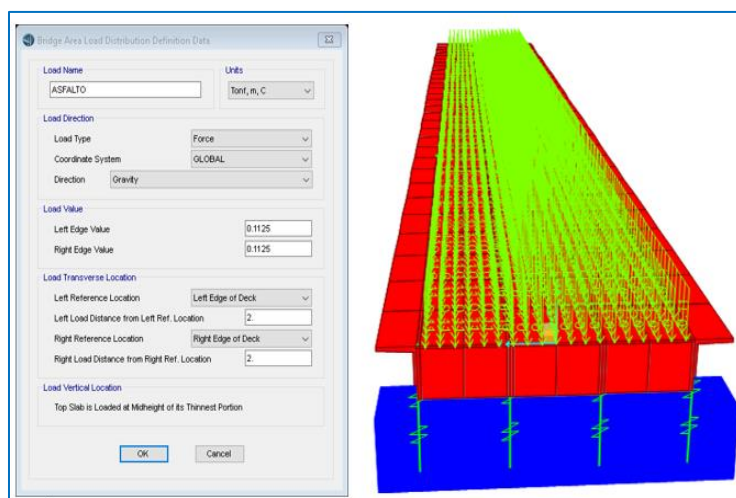 Bridge Area Load Distribution Definition Data
Load Name
Units
ASFALTO
Tonf, m, C
Load Direction
Load Type
Force
Coordinate System
GLOBAL
Direction
Gravity
Load Value
Left Edge Value
0.1125
Right Edge Value
0.1125
Load Transverse Location
Left Reference Location
Left Edge of Deck
Left Load Distance from Left Ref. Location
2.
Right Reference Location
Right Edge of Deck
Right Load Distance from Right Ref. Location
2.
Load Vertical Location
Top Slab is Loaded at Midheight of its Thinnest Portion
OK
Cancel